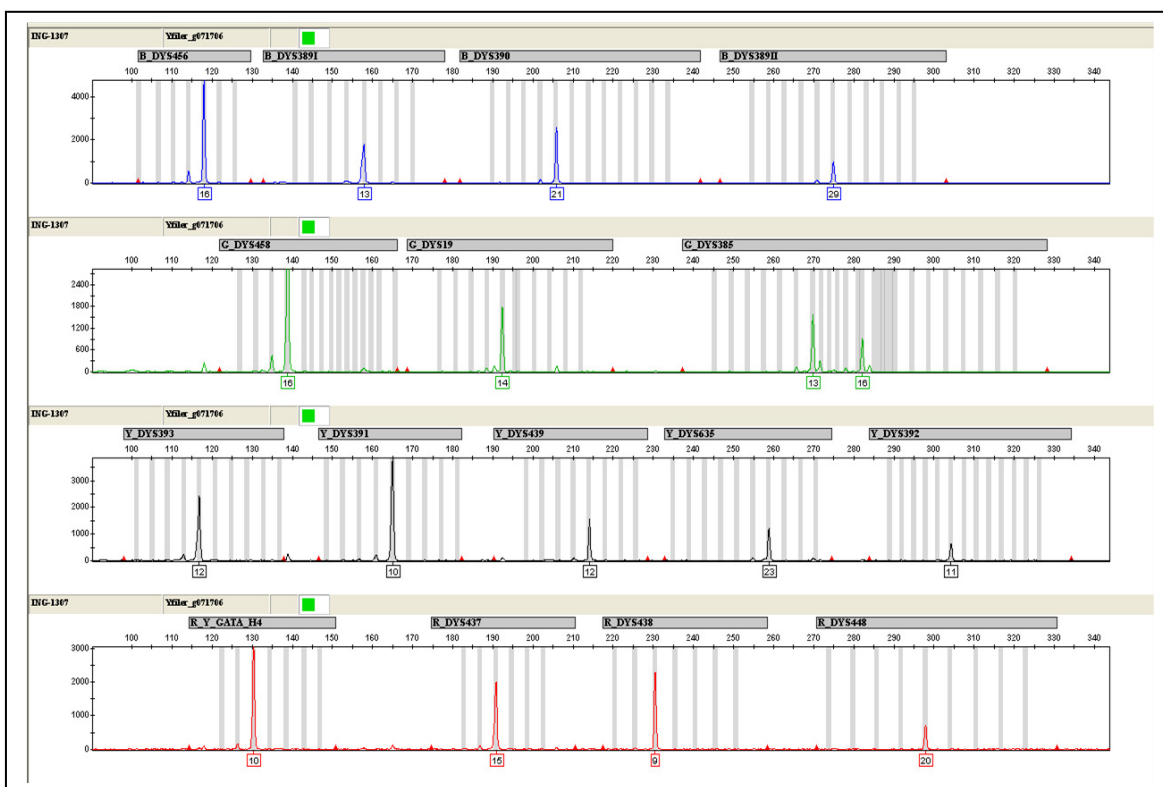 ING-1307 Yfiler_g071706
B_DYS456 B_DYS389I B_DYS390 B_DYS389II
100 110 120 130 140 150 160 170 180 190 200 210 220 230 240 250 260 270 280 290 300 310 320 330 340
4000
2000
0
16 13 21 29
ING-1307 Yfiler_g071706
G_DYS458 G_DYS19 G_DYS385
100 110 120 130 140 150 160 170 180 190 200 210 220 230 240 250 260 270 280 290 300 310 320 330 340
2400
1800
1200
600
0
16 14 13 16
ING-1307 Yfiler_g071706
Y_DYS393 Y_DYS391 Y_DYS439 Y_DYS635 Y_DYS392
100 110 120 130 140 150 160 170 180 190 200 210 220 230 240 250 260 270 280 290 300 310 320 330 340
3000
2000
1000
0
12 10 12 23 11
ING-1307 Yfiler_g071706
R_Y_GATA_H4 R_DYS437 R_DYS438 R_DYS448
100 110 120 130 140 150 160 170 180 190 200 210 220 230 240 250 260 270 280 290 300 310 320 330 340
3000
2000
1000
0
10 15 9 20